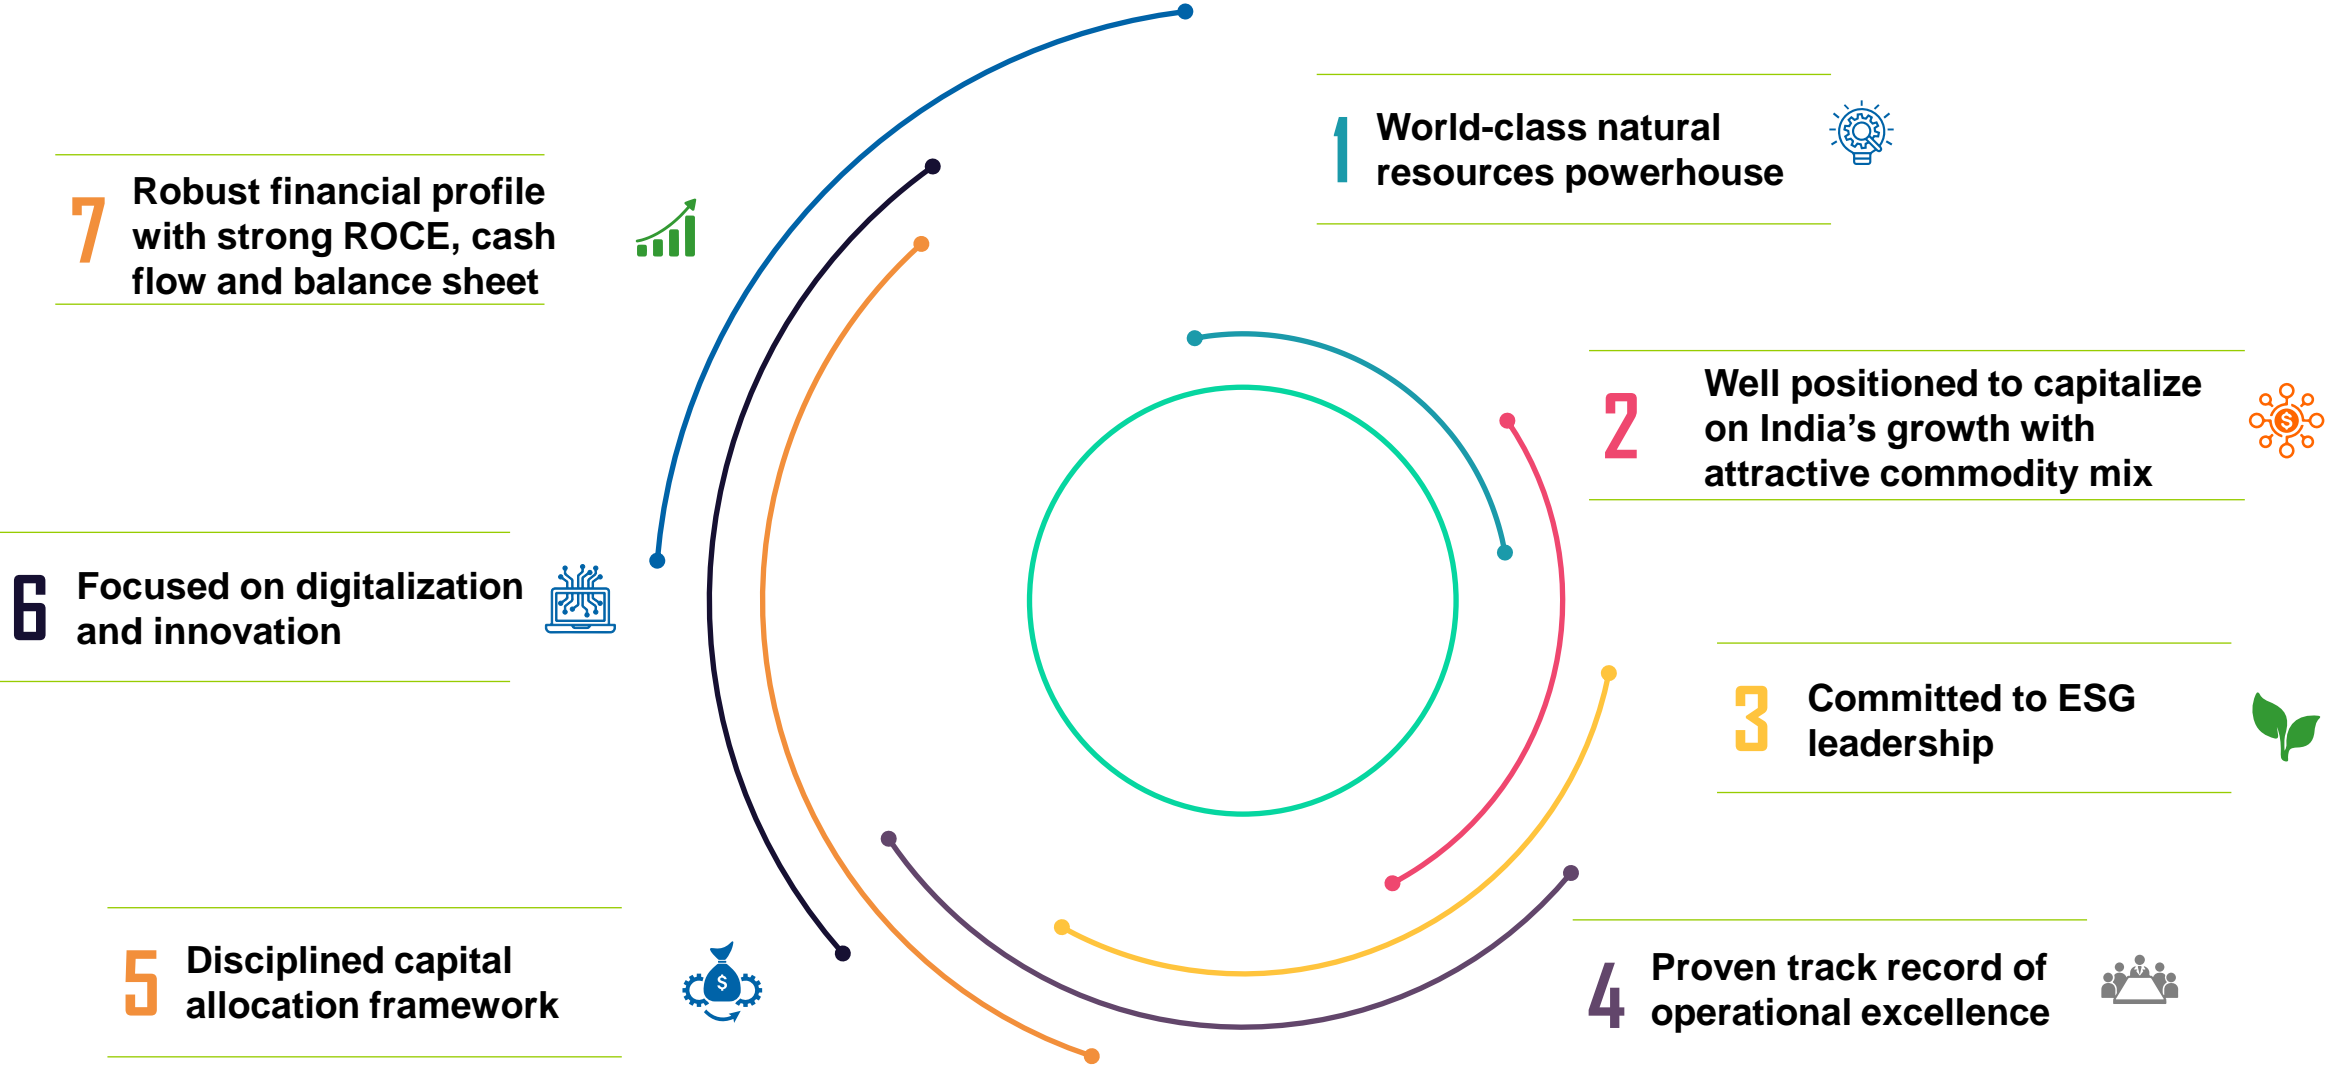 1
World-class natural
resources powerhouse
2
Well positioned to capitalize
on India’s growth with
attractive commodity mix
3
Committed to ESG
leadership
4
Proven track record of
operational excellence
5
Disciplined capital
allocation framework
6
Focused on digitalization
and innovation
7
Robust financial profile
with strong ROCE, cash
flow and balance sheet
$
$